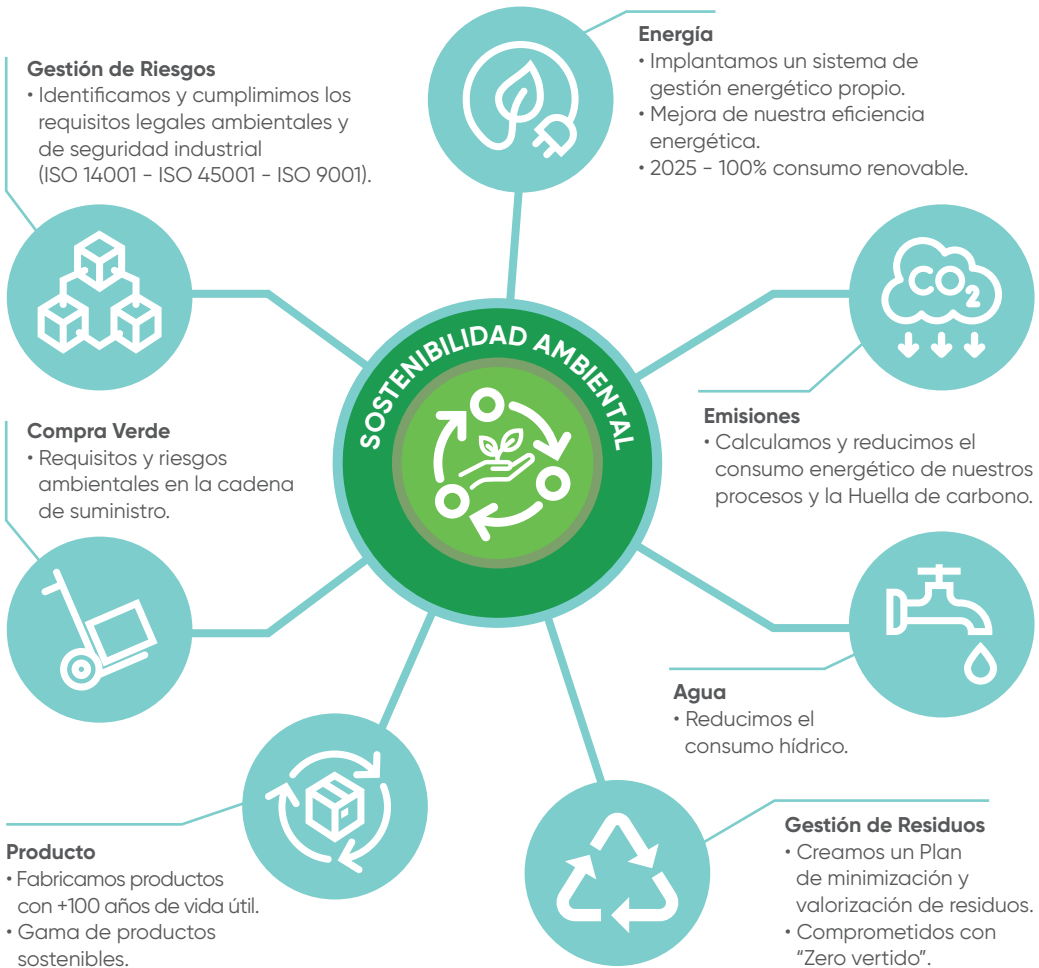 Gestión de Riesgos
• Identificamos y cumplimimos los
requisitos legales ambientales y
de seguridad industrial
(ISO 14001 - ISO 45001 - ISO 9001).
Energía
• Implantamos un sistema de
gestión energético propio.
• Mejora de nuestra eficiencia
energética.
• 2025 - 100% consumo renovable.
CO2
SOSTENIBILIDAD AMBIENTAL
Compra Verde
• Requisitos y riesgos
ambientales en la cadena
de suministro.
Emisiones
• Calculamos y reducimos el
consumo energético de nuestros
procesos y la Huella de carbono.
Agua
• Reducimos el
consumo hídrico.
Producto
• Fabricamos productos
con +100 años de vida útil.
• Gama de productos
sostenibles.
Gestión de Residuos
• Creamos un Plan
de minimización y
valorización de residuos.
• Comprometidos con
"Zero vertido".